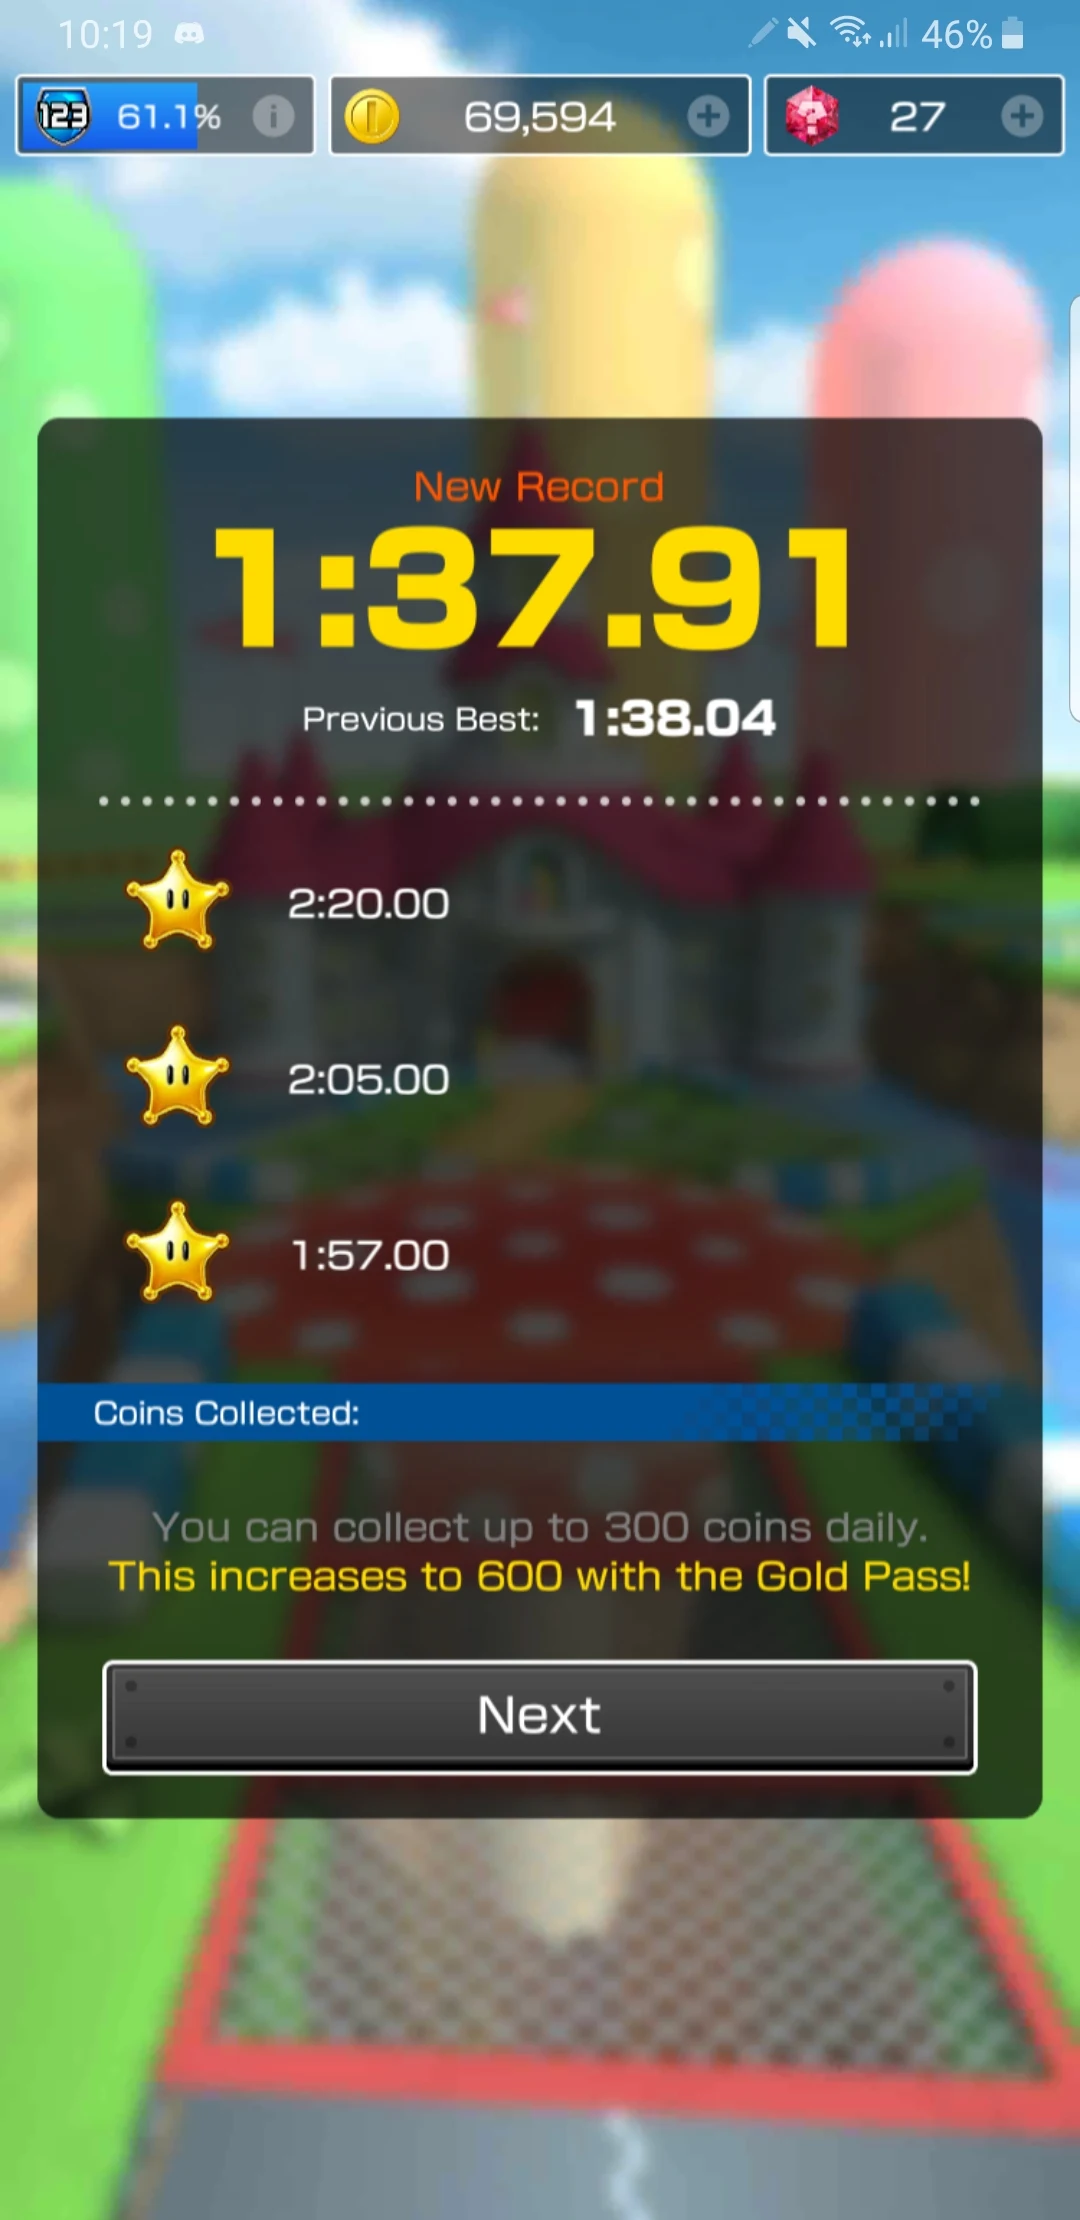 10:19 46%
123 61.1% i 69,594 + ? 27 +
New Record
1:37.91
Previous Best: 1:38.04
2:20.00
2:05.00
1:57.00
Coins Collected:
You can collect up to 300 coins daily.
This increases to 600 with the Gold Pass!
Next